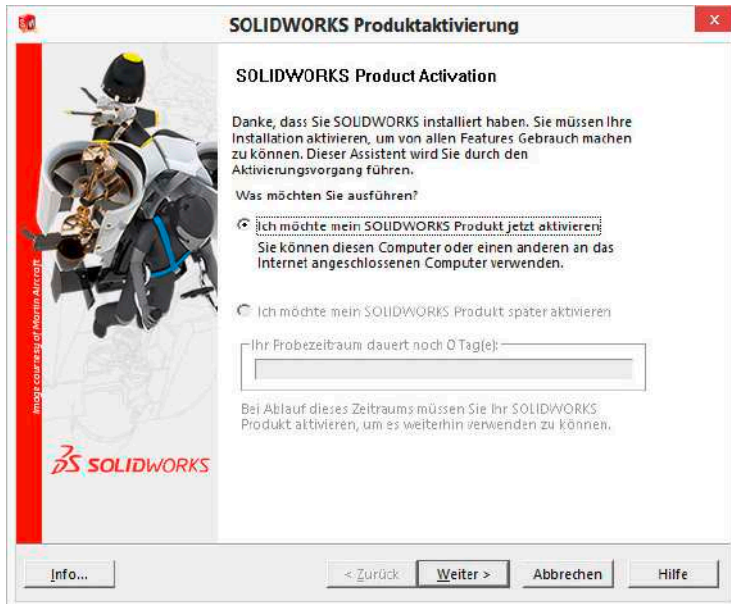 SOLIDWORKS Produktaktivierung
X
SOLIDWORKS Product Activation
Danke, dass Sie SOLIDWORKS installiert haben. Sie müssen Ihre
Installation aktivieren, um von allen Features Gebrauch machen
zu können. Dieser Assistent wird Sie durch den
Aktivierungsvorgang führen.
Was möchten Sie ausführen?
Ich möchte mein SOLIDWORKS Produkt jetzt aktivieren
Sie können diesen Computer oder einen anderen an das
Internet angeschlossenen Computer verwenden.
Ich möchte mein SOLIDWORKS Produkt später aktivieren
Ihr Probezeitraum dauert noch 0 Tag(e):
Bei Ablauf dieses Zeitraums müssen Sie Ihr SOLIDWORKS
Produkt aktivieren, um es weiterhin verwenden zu können.
Image courtesy of Martin Aircraft
DS SOLIDWORKS
Info...
< Zurück
Weiter >
Abbrechen
Hilfe